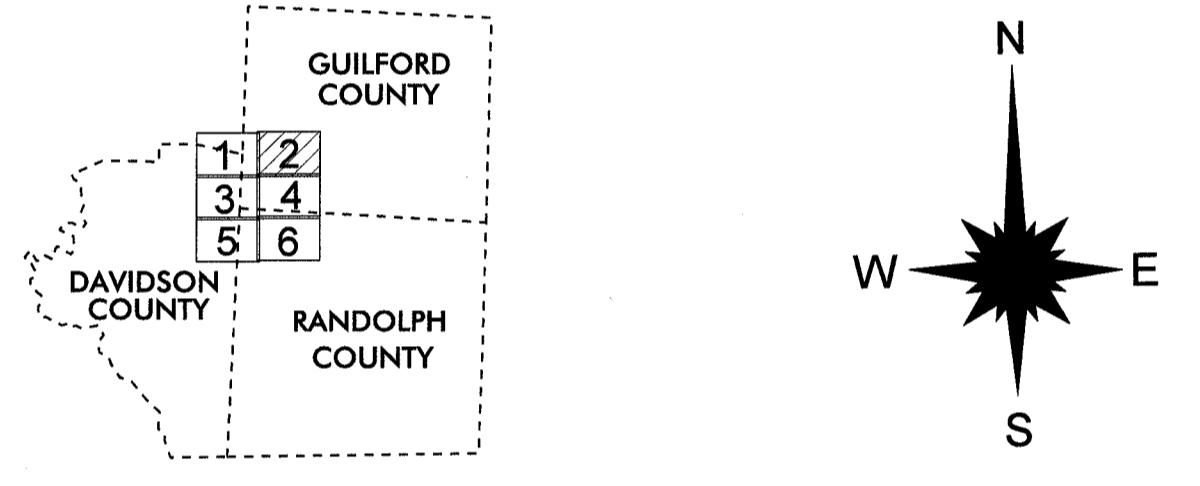 GUILFORD
COUNTY
1 2
3 4
5 6
DAVIDSON
COUNTY
RANDOLPH
COUNTY
N
W E
S